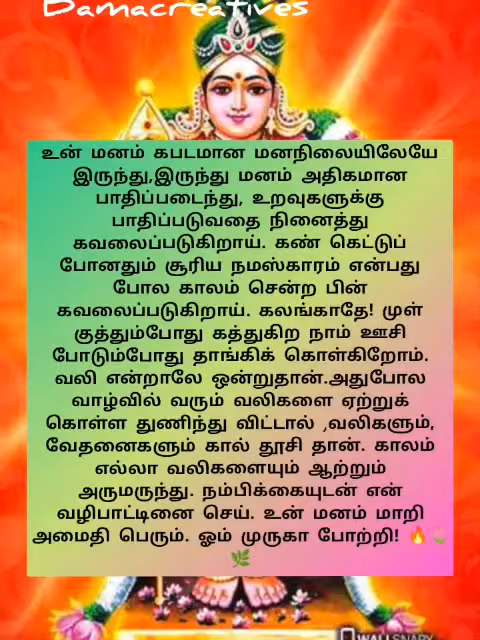 Damacreatives
உன் மனம் கபடமான மனநிலையிலேயே
இருந்து,இருந்து மனம் அதிகமான
பாதிப்படைந்து, உறவுகளுக்கு
பாதிப்படுவதை நினைத்து
கவலைப்படுகிறாய். கண் கெட்டுப்
போனதும் சூரிய நமஸ்காரம் என்பது
போல காலம் சென்ற பின்
கவலைப்படுகிறாய். கலங்காதே! முள்
குத்தும்போது கத்துகிற நாம் ஊசி
போடும்போது தாங்கிக் கொள்கிறோம்.
வலி என்றாலே ஒன்றுதான்.அதுபோல
வாழ்வில் வரும் வலிகளை ஏற்றுக்
கொள்ள துணிந்து விட்டால் ,வலிகளும்,
வேதனைகளும் கால் தூசி தான். காலம்
எல்லா வலிகளையும் ஆற்றும்
அருமருந்து. நம்பிக்கையுடன் என்
வழிபாட்டினை செய். உன் மனம் மாறி
அமைதி பெரும். ஓம் முருகா போற்றி! 🔥🌷
🌿
WALLSNAPY